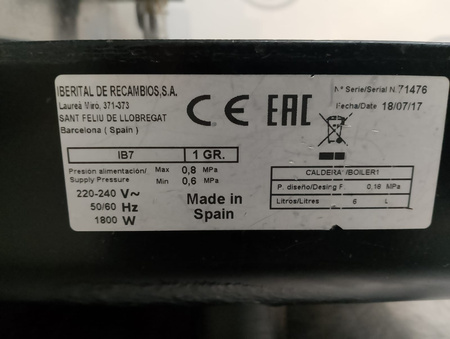 IBERITAL DE RECAMBIOS,S.A.
Laurea Miro, 371-373
SANT FELIU DE LLOBREGAT
Barcelona ( Spain )
CE EAC
Nº Serie/Serial N. 71476
Fecha/Date 18/07/17
IB7 1 GR.
Presion alimentación/ Max 0,8 MPa
Supply Pressure Min 0,6 MPa
220-240 V~
50/60 Hz
1800 W
Made in
Spain
CALDERA1/BOILER1
P. diseño/Desing P. 0,18 MPa
Litros/Litres 6 L